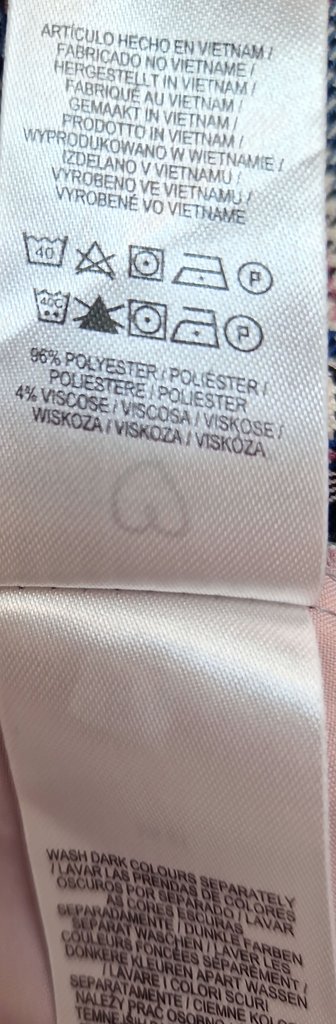 ARTÍCULO HECHO EN VIETNAM /
FABRICADO NO VIETNAME /
HERGESTELLT IN VIETNAM /
FABRIQUÉ AU VIETNAM /
GEMAAKT IN VIETNAM /
PRODOTTO IN VIETNAM /
WYPRODUKOWANO W WIETNAMIE /
IZDELANO V VIETNAMU /
VYROBENO VE VIETNAMU /
VYROBENÉ VO VIETNAME
40 P
40C P
96% POLYESTER / POLIÉSTER /
POLIESTERE / POLIESTER
4% VISCOSE / VISCOSA / VISKOSE /
WISKOZA / VISKOZA / VISKÓZA
WASH DARK COLOURS SEPARATELY
/ LAVAR LAS PRENDAS DE COLORES
OSCUROS POR SEPARADO / LAVAR
AS CORES ESCURAS
SEPARADAMENTE / DUNKLE FARBEN
SEPARAT WASCHEN / LAVER LES
COULEURS FONCÉES SÉPARÉMENT /
DONKERE KLEUREN APART WASSEN
/ LAVARE I COLORI SCURI
SEPARATAMENTE / CIEMNE KOLO
NALEŻY PRAĆ OSOBNO